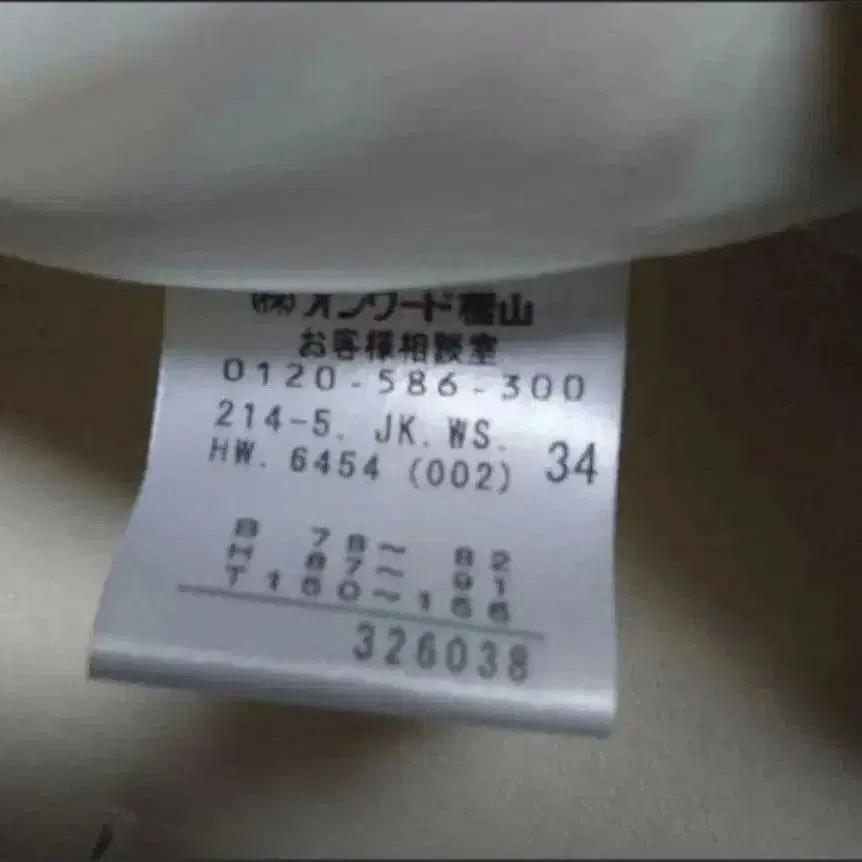 (株)オンワード樫山
お客様相談室
0120-586-300
214-5. JK. WS.
HW. 6454 (002) 34
B 78~ 82
H 87~ 91
T 150~156
326038